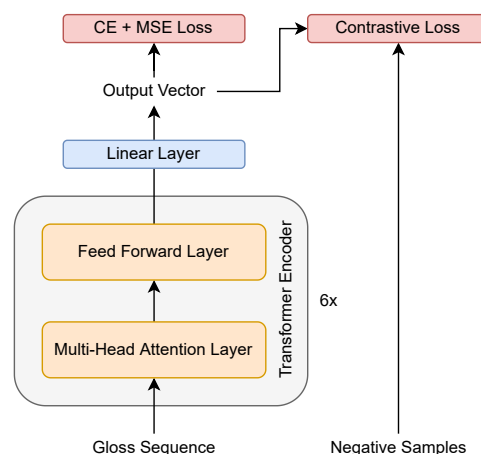 CE + MSE Loss
Contrastive Loss
Output Vector
Linear Layer
Feed Forward Layer
Transformer Encoder
6x
Multi-Head Attention Layer
Gloss Sequence
Negative Samples